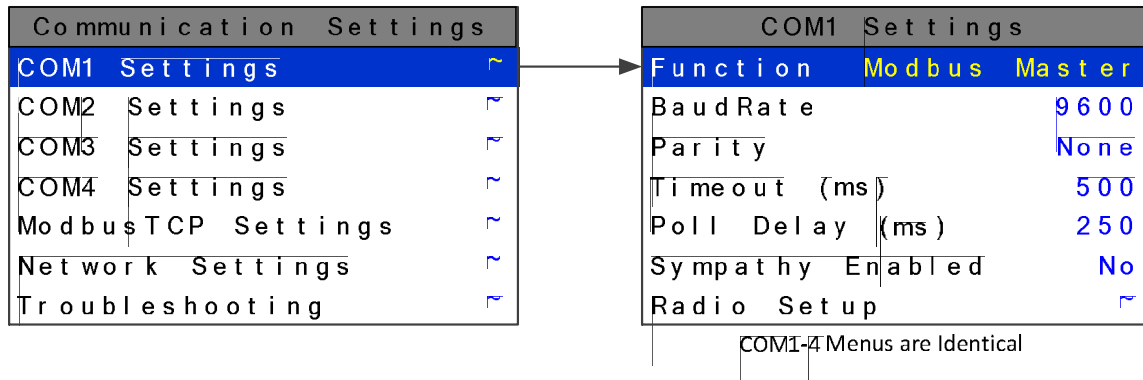 Communication Settings
COM1 Settings ~
COM2 Settings ~
COM3 Settings ~
COM4 Settings ~
ModbusTCP Settings ~
Network Settings ~
Troubleshooting ~
COM1 Settings
Function Modbus Master
BaudRate 9600
Parity None
Timeout (ms) 500
Poll Delay (ms) 250
Sympathy Enabled No
Radio Setup ~
COM1-4 Menus are Identical